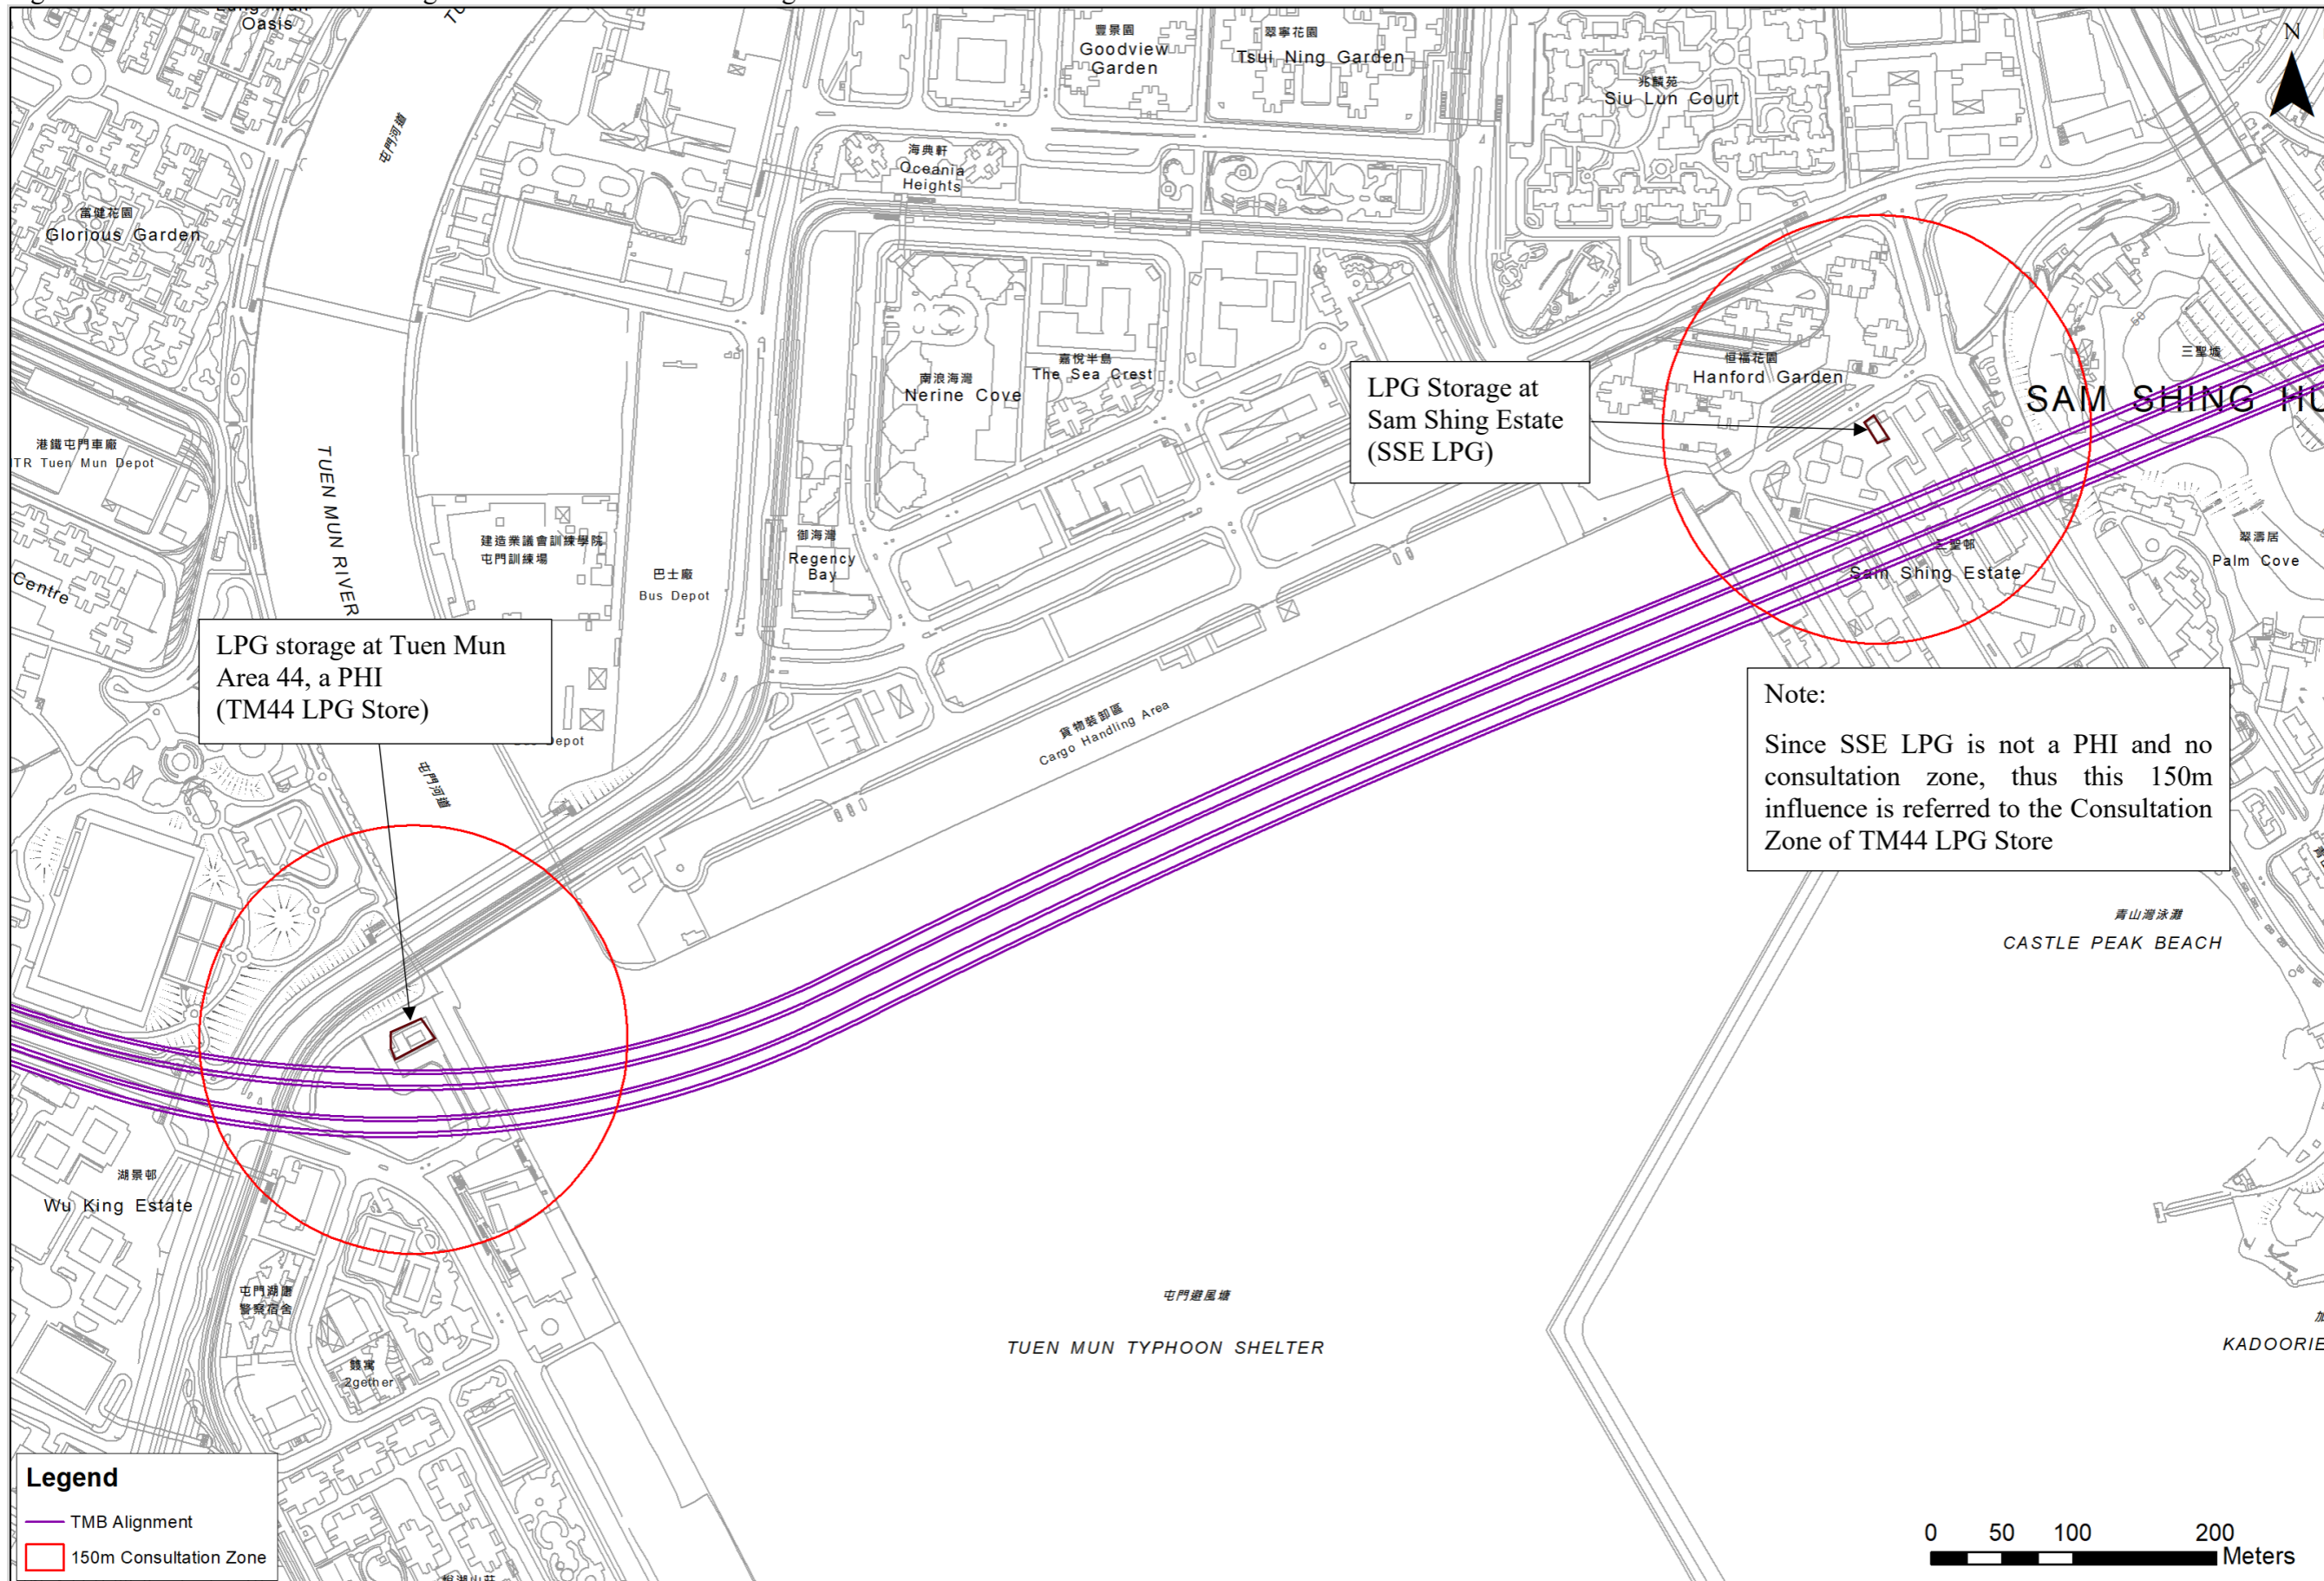 Oasis
豐景園
Goodview
Garden
翠寧花園
Tsui Ning Garden
兆麟苑
Siu Lun Court
N
屯門河道
海典軒
Oceania
Heights
富健花園
Glorious Garden
恒福花園
Hanford Garden
三聖墟
SAM SHING HU
南浪海灣
Nerine Cove
嘉悅半島
The Sea Crest
LPG Storage at
Sam Shing Estate
(SSE LPG)
港鐵屯門車廠
TR Tuen Mun Depot
TUEN MUN RIVER
建造業議會訓練學院
屯門訓練場
巴士廠
Bus Depot
御海灣
Regency
Bay
三聖邨
Sam Shing Estate
翠濤居
Palm Cove
Centre
LPG storage at Tuen Mun
Area 44, a PHI
(TM44 LPG Store)
Depot
屯門河道
貨物裝卸區
Cargo Handling Area
Note:
Since SSE LPG is not a PHI and no
consultation zone, thus this 150m
influence is referred to the Consultation
Zone of TM44 LPG Store
青山灣泳灘
CASTLE PEAK BEACH
湖景邨
Wu King Estate
屯門湖康
警察宿舍
雙寓
2gether
屯門避風塘
TUEN MUN TYPHOON SHELTER
KADOORIE
Legend
TMB Alignment
150m Consultation Zone
0 50 100 200
Meters